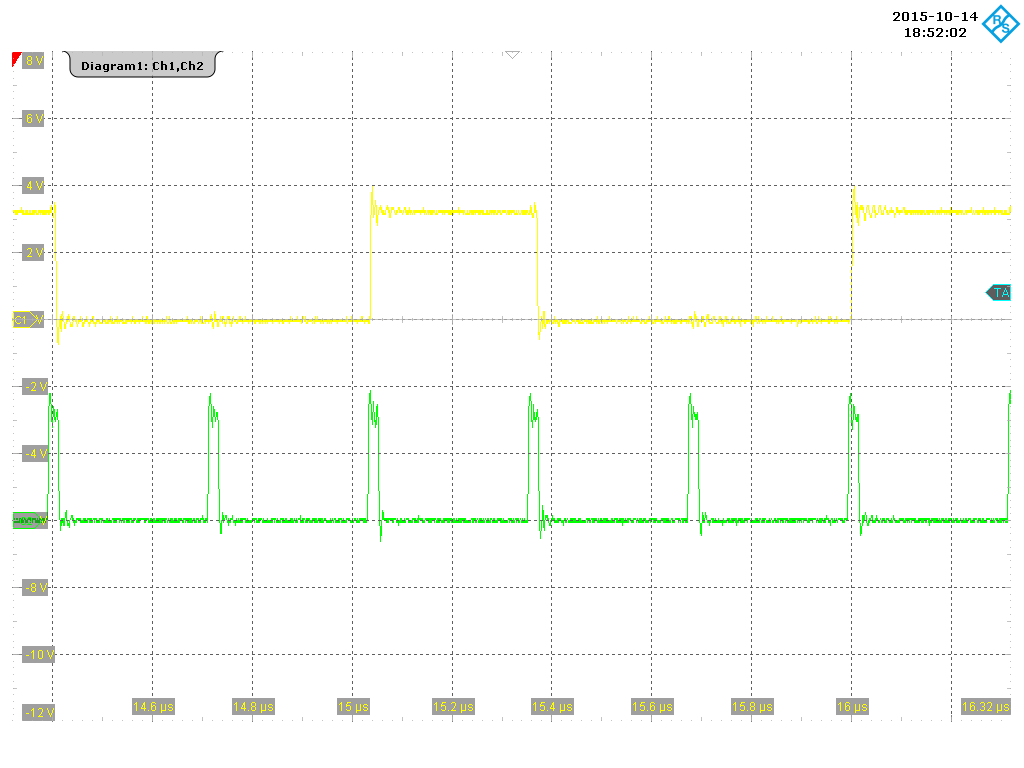 2015-10-14
18:52:02
R&S
Diagram1: Ch1,Ch2
8 V
6 V
4 V
2 V
C1
TA
-2 V
-4 V
-8 V
-10 V
-12 V
14.6 µs 14.8 µs 15 µs 15.2 µs 15.4 µs 15.6 µs 15.8 µs 16 µs 16.32 µs